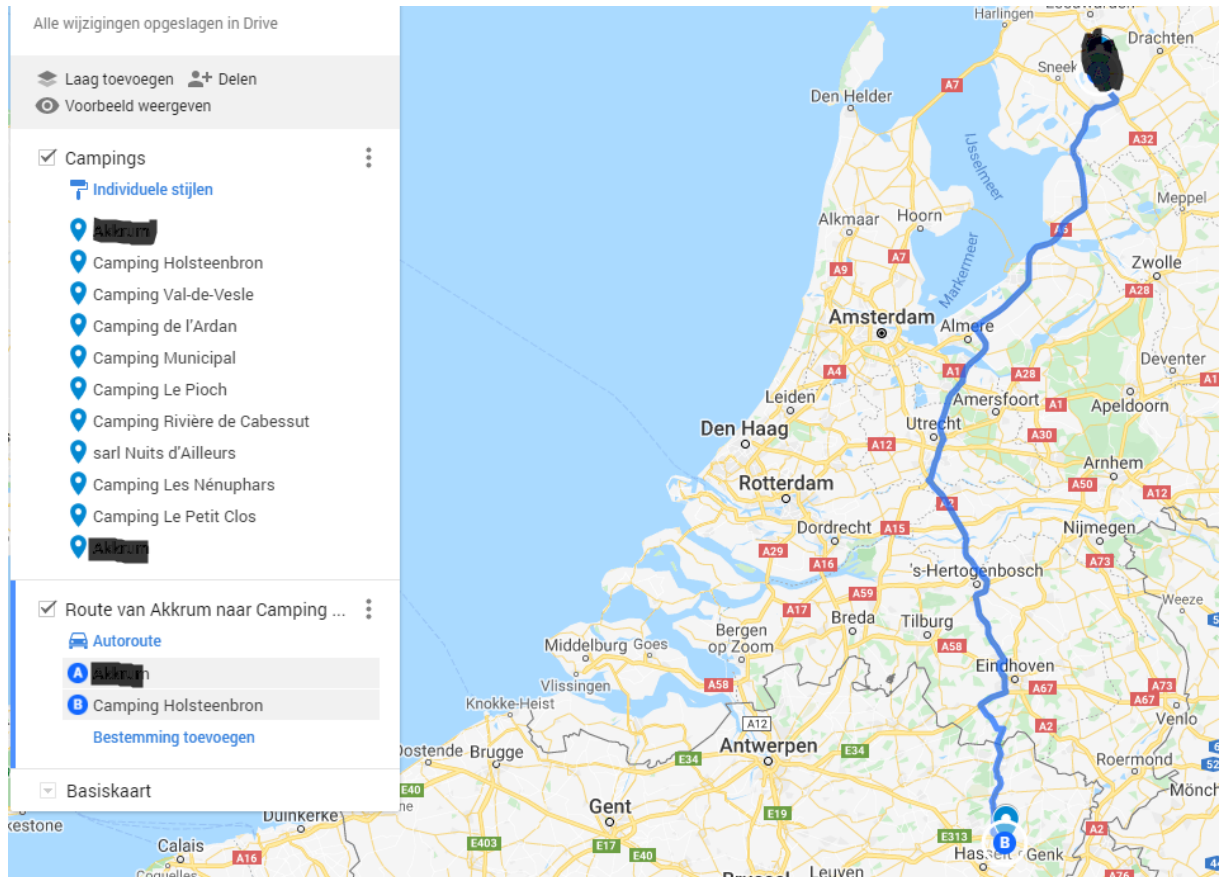 Alle wijzigingen opgeslagen in Drive
Laag toevoegen Delen
Voorbeeld weergeven
Campings
Individuele stijlen
Camping Holsteenbron
Camping Val-de-Vesle
Camping de l'Ardan
Camping Municipal
Camping Le Pioch
Camping Rivière de Cabessut
sarl Nuits d'Ailleurs
Camping Les Nénuphars
Camping Le Petit Clos
Route van Akkrum naar Camping ...
Autoroute
A
B Camping Holsteenbron
Bestemming toevoegen
Basiskaart
Harlingen
Drachten
Sneek
A7
Den Helder
A32
IJsselmeer
Meppel
Alkmaar
Hoorn
A6
A7
Zwolle
A9
Markermeer
A28
Amsterdam
Almere
Deventer
A4
A1
A28
A1
Leiden
Amersfoort
A1
Apeldoorn
Den Haag
Utrecht
A12
A30
Arnhem
Rotterdam
A50
A12
A2
Dordrecht
A15
Nijmegen
A29
A16
A73
's-Hertogenbosch
A59
Weeze
A17
Breda
Tilburg
Bergen
op Zoom
Middelburg
Goes
A58
Eindhoven
Vlissingen
A58
A67
A73
A67
Knokke-Heist
A12
Venlo
A2
Antwerpen
E34
Oostende
Brugge
E34
Roermond
52
E40
Gent
E19
Duinkerke
Calais
E313
A2
B
A16
E403
E17
E40
Hasselt
Genk
Leuven
A76